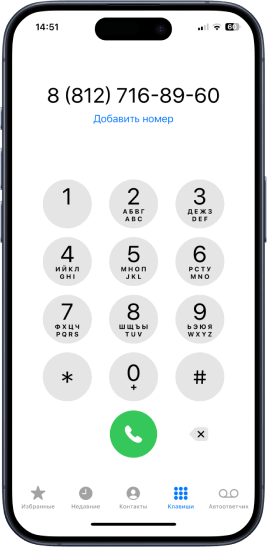 14:51
60
8 (812) 716-89-60
Добавить номер
1 2 3
АБВГ ДЕЖЗ
ABC DEF
4 5 6
ИЙКЛ МНОП РСТУ
GHI JKL MNO
7 8 9
ФХЦЧ ШЩЪЫ ЬЭЮЯ
PQRS TUV WXYZ
* 0 #
+
Избранные Недавние Контакты Клавиши Автоответчик